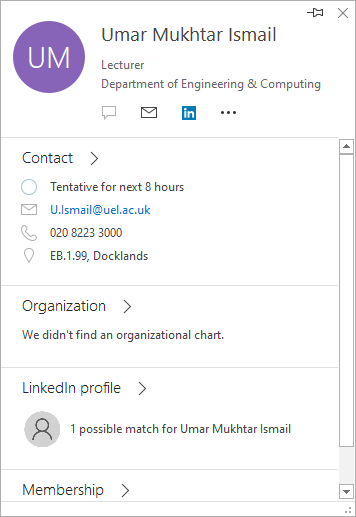 UM
Umar Mukhtar Ismail
Lecturer
Department of Engineering & Computing
in
Contact
Tentative for next 8 hours
U.Ismail@uel.ac.uk
020 8223 3000
EB.1.99, Docklands
Organization
We didn't find an organizational chart.
LinkedIn profile
1 possible match for Umar Mukhtar Ismail
Membership